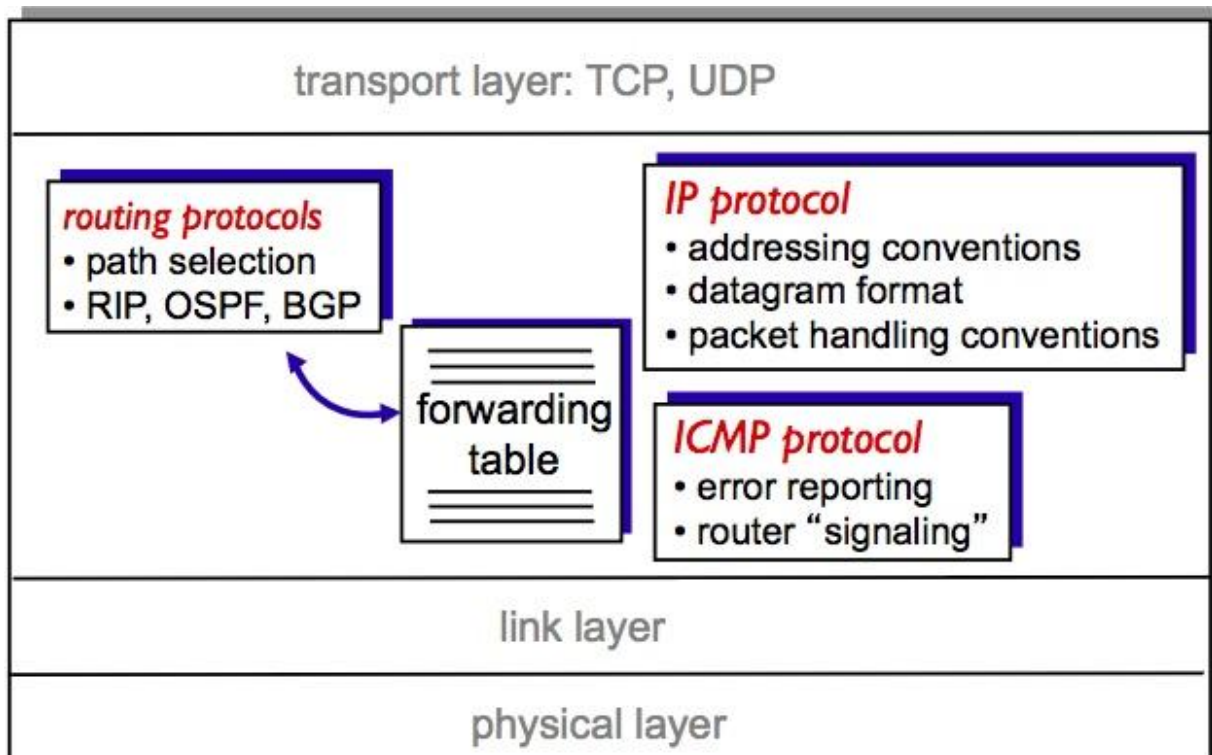 transport layer: TCP, UDP
routing protocols
• path selection
• RIP, OSPF, BGP
forwarding
table
IP protocol
• addressing conventions
• datagram format
• packet handling conventions
ICMP protocol
• error reporting
• router “signaling”
link layer
physical layer